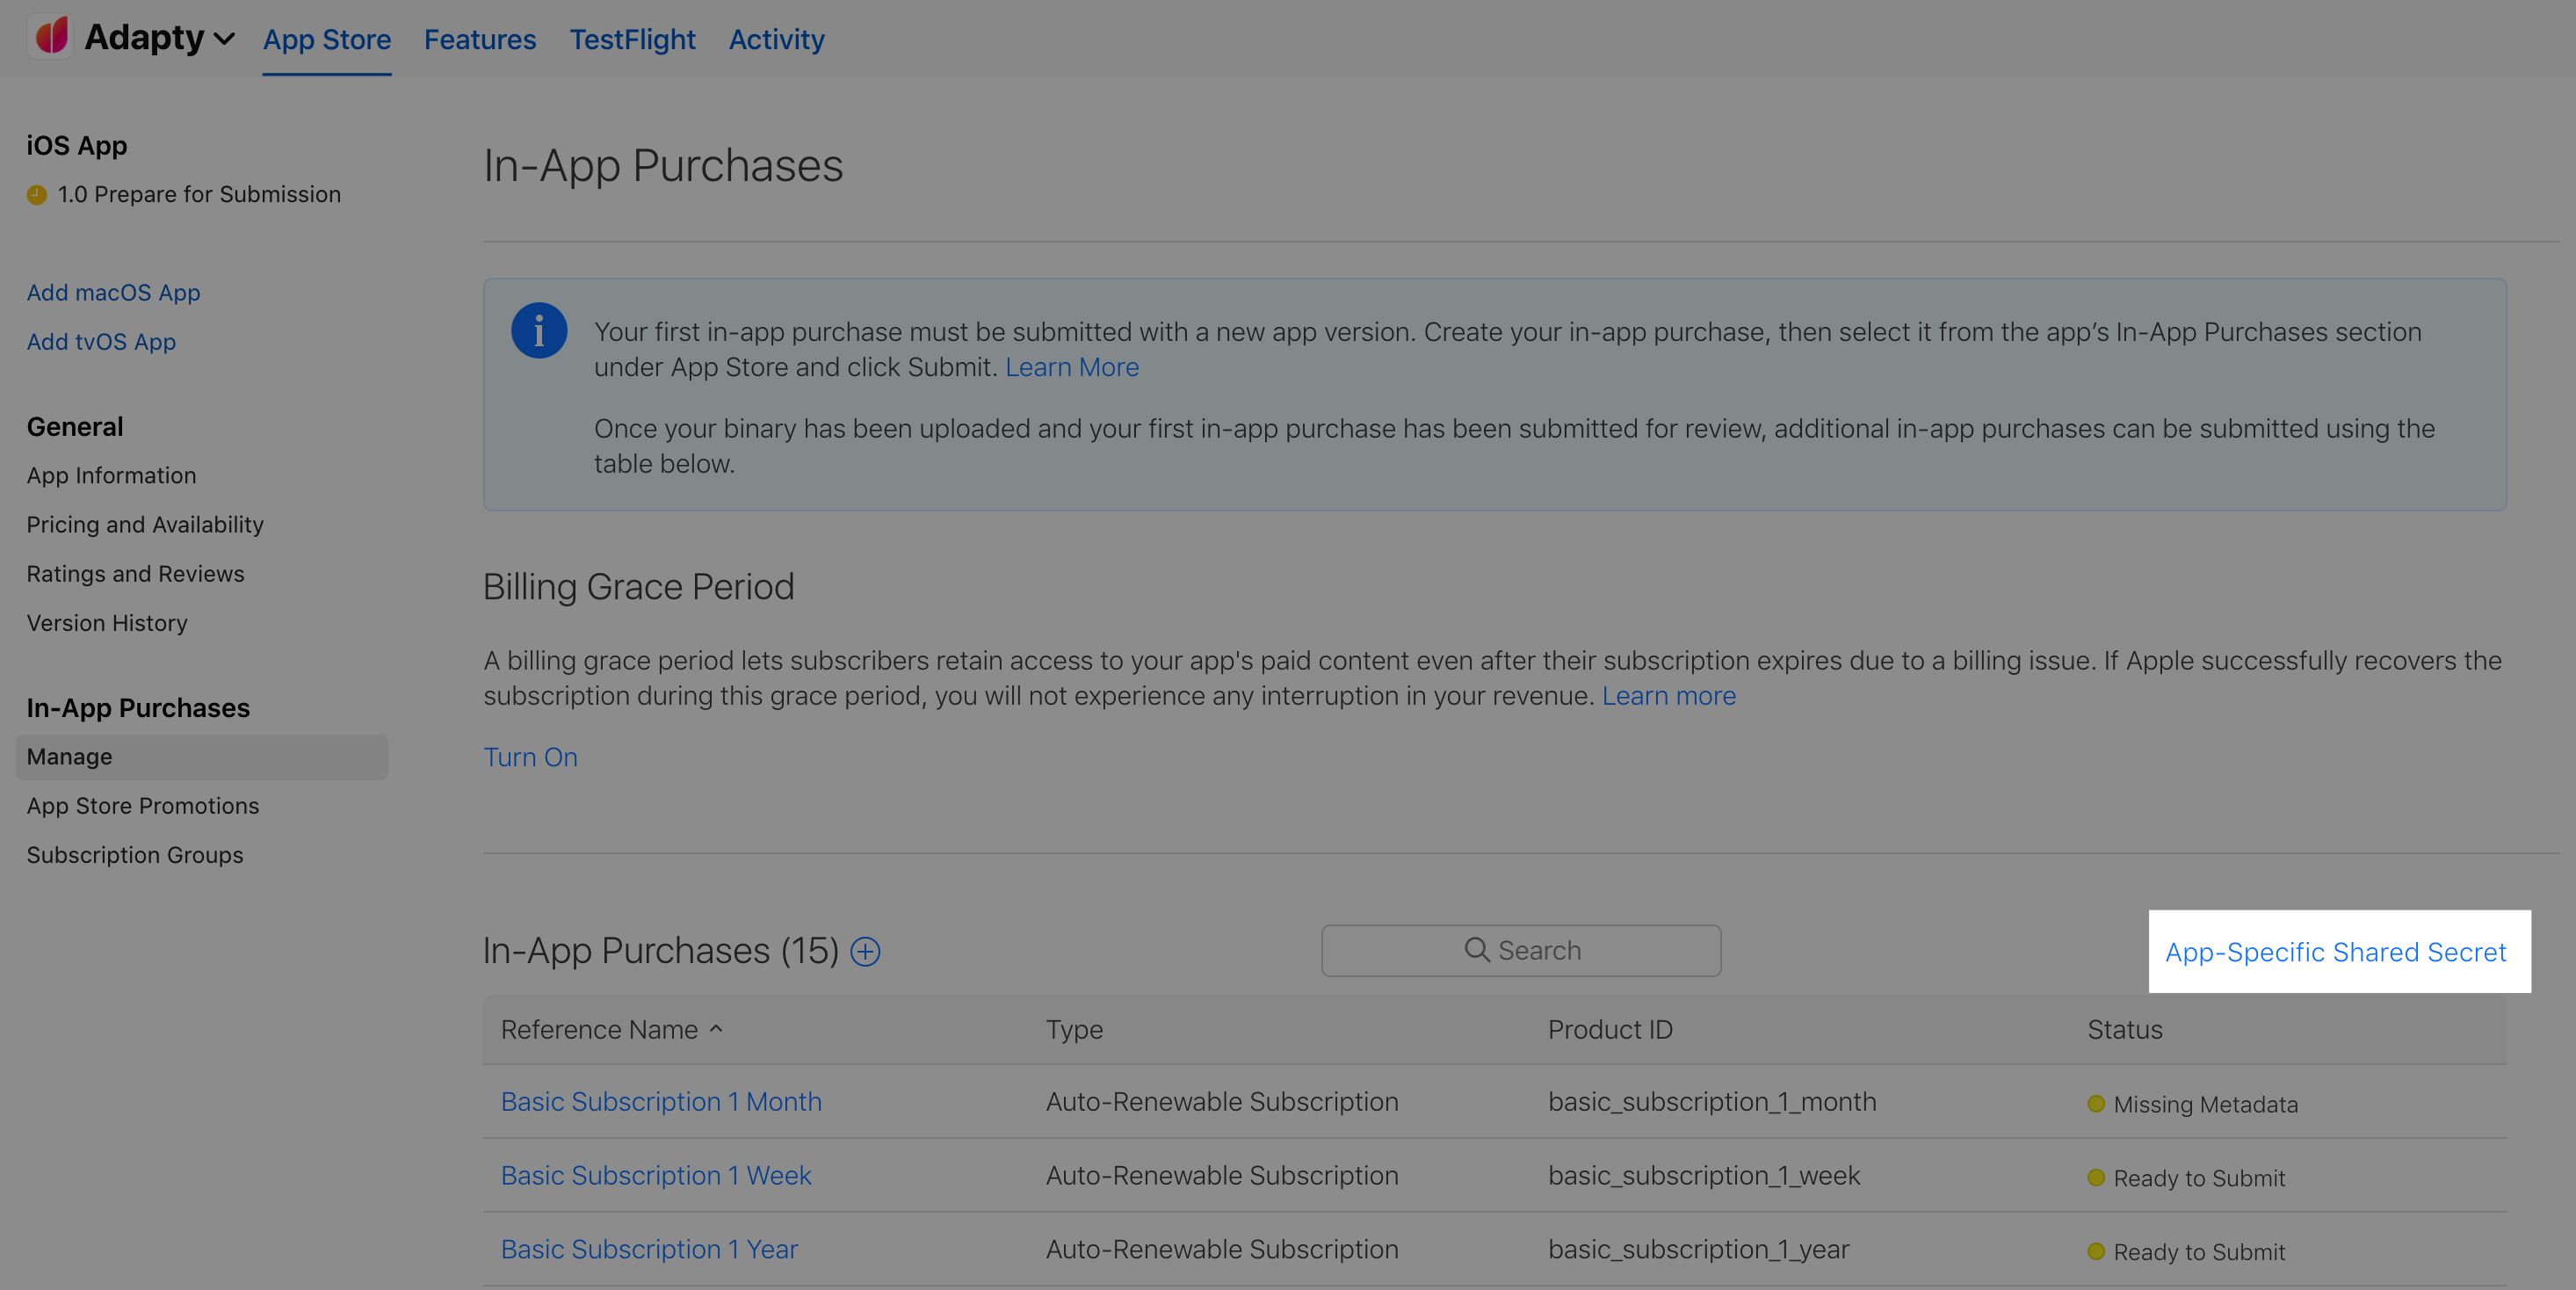 Adapty
App Store
Features
TestFlight
Activity
iOS App
1.0 Prepare for Submission
Add macOS App
Add tvOS App
General
App Information
Pricing and Availability
Ratings and Reviews
Version History
In-App Purchases
Manage
App Store Promotions
Subscription Groups
In-App Purchases
Your first in-app purchase must be submitted with a new app version. Create your in-app purchase, then select it from the app’s In-App Purchases section
under App Store and click Submit. Learn More
Once your binary has been uploaded and your first in-app purchase has been submitted for review, additional in-app purchases can be submitted using the
table below.
Billing Grace Period
A billing grace period lets subscribers retain access to your app's paid content even after their subscription expires due to a billing issue. If Apple successfully recovers the
subscription during this grace period, you will not experience any interruption in your revenue. Learn more
Turn On
In-App Purchases (15)
Search
App-Specific Shared Secret
Reference Name Type Product ID Status
Basic Subscription 1 Month Auto-Renewable Subscription basic_subscription_1_month Missing Metadata
Basic Subscription 1 Week Auto-Renewable Subscription basic_subscription_1_week Ready to Submit
Basic Subscription 1 Year Auto-Renewable Subscription basic_subscription_1_year Ready to Submit